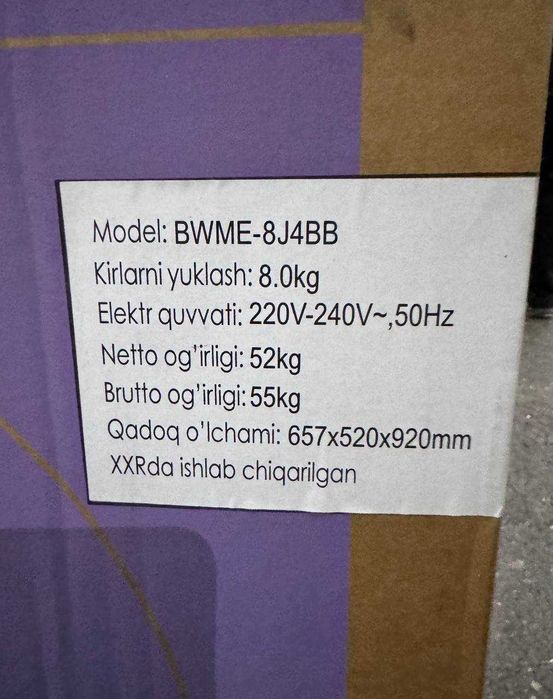 Model: BWME-8J4BB
Kirlarni yuklash: 8.0kg
Elektr quvvati: 220V-240V~,50Hz
Netto og'irligi: 52kg
Brutto og'irligi: 55kg
Qadoq o'lchami: 657x520x920mm
XXRda ishlab chiqarilgan